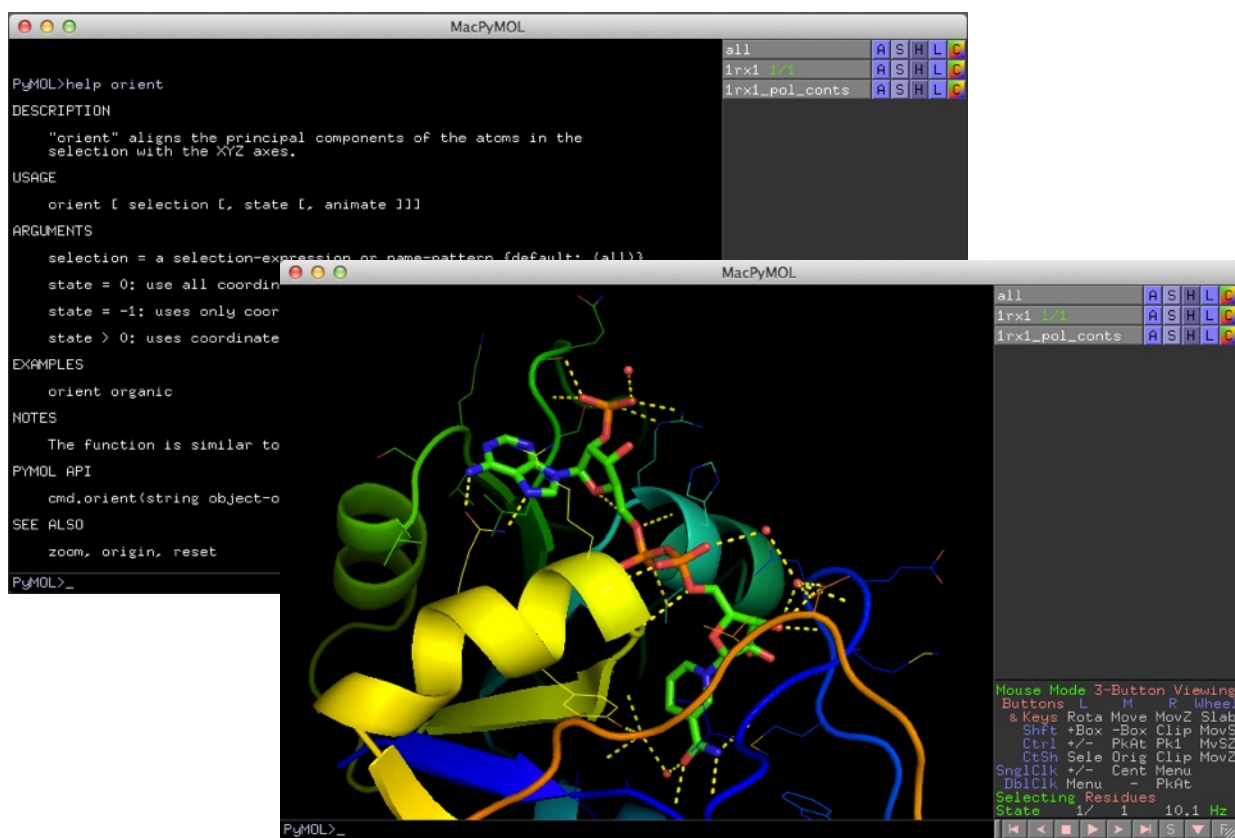 MacPyMOL
all A S H L C
1rx1 1/1 A S H L C
1rx1_pol_conts A S H L C
PyMOL>help orient
DESCRIPTION
"orient" aligns the principal components of the atoms in the
selection with the XYZ axes.
USAGE
orient [ selection [, state [, animate ]]]
ARGUMENTS
selection = a selection-expression or name-pattern {default: (all)}
state = 0: use all coordin
state = -1: uses only coor
state > 0: uses coordinate
EXAMPLES
orient organic
NOTES
The function is similar to
PYMOL API
cmd.orient(string object-o
SEE ALSO
zoom, origin, reset
PyMOL>_
MacPyMOL
all A S H L C
1rx1 1/1 A S H L C
1rx1_pol_conts A S H L C
Mouse Mode 3-Button Viewing
Buttons L M R Wheel
& Keys Rota Move MovZ Slab
Shft +Box -Box Clip MovS
Ctrl +/- PkAt Pk1 MvSZ
CtSh Sele Orig Clip MovZ
SnglClk +/- Cent Menu
DblClk Menu - PkAt
Selecting Residues
State 1/ 1 10.1 Hz
S F
PyMOL>_